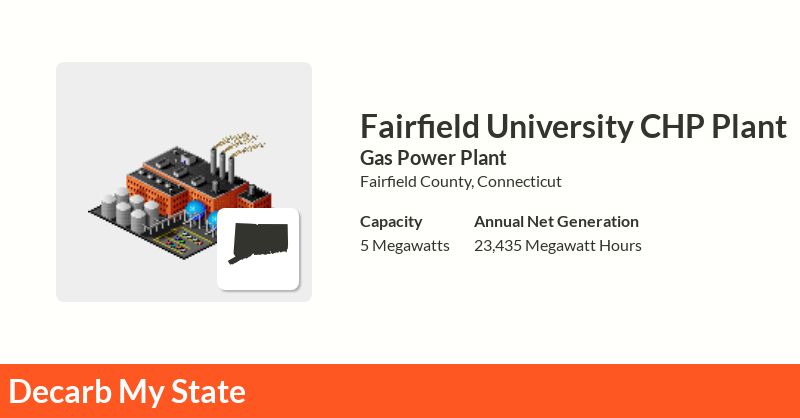 Fairfield University CHP Plant
Gas Power Plant
Fairfield County, Connecticut
Capacity Annual Net Generation
5 Megawatts 23,435 Megawatt Hours
Decarb My State